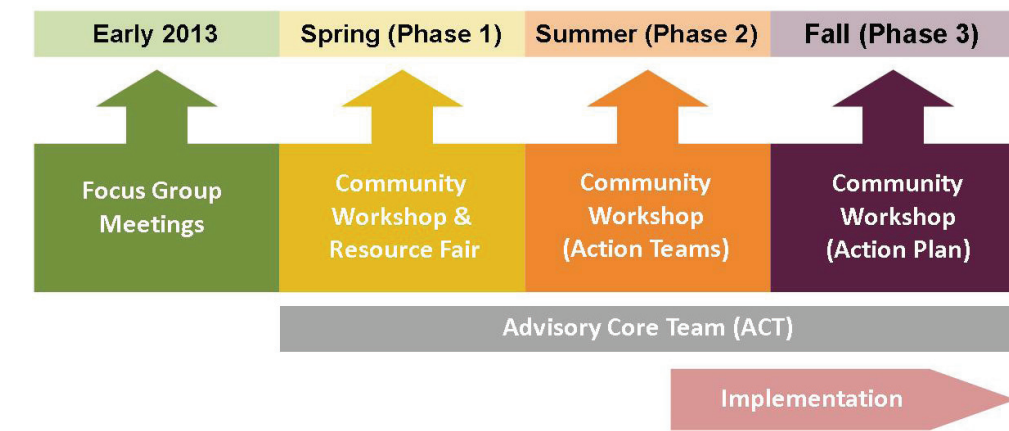 Early 2013
Spring (Phase 1)
Summer (Phase 2)
Fall (Phase 3)
Focus Group
Meetings
Community
Workshop &
Resource Fair
Community
Workshop
(Action Teams)
Community
Workshop
(Action Plan)
Advisory Core Team (ACT)
Implementation